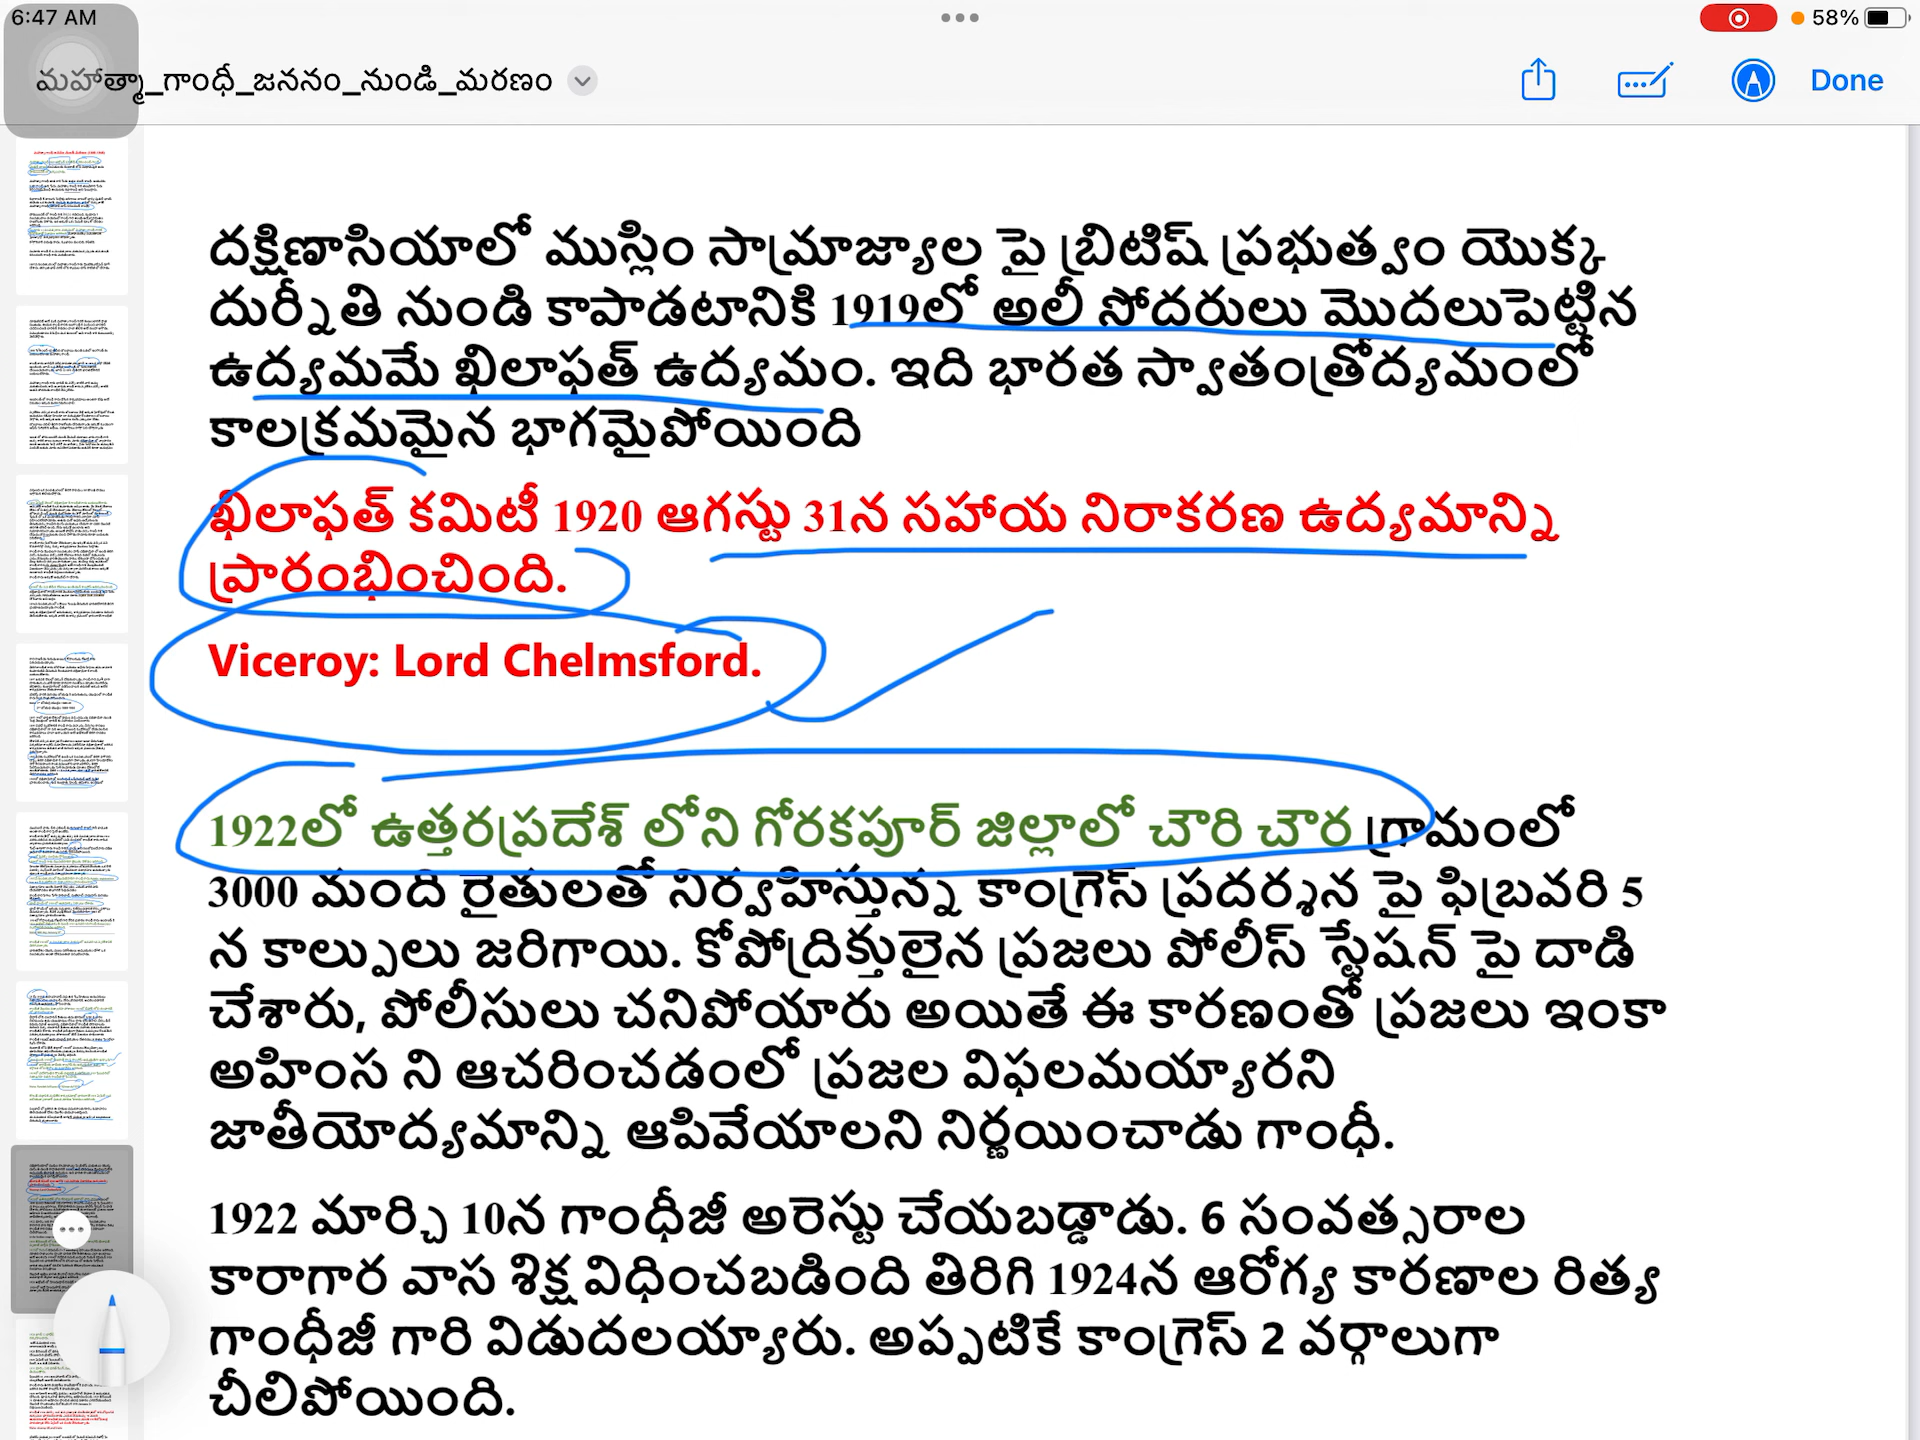 6:47 AM
58%
మహాత్మా_గాంధీ_జననం_నుండి_మరణం
Done
దక్షిణాసియాలో ముస్లిం సామ్రాజ్యాల పై బ్రిటిష్ ప్రభుత్వం యొక్క
దుర్నీతి నుండి కాపాడటానికి 1919లో అలీ సోదరులు మొదలుపెట్టిన
ఉద్యమమే ఖిలాఫత్ ఉద్యమం. ఇది భారత స్వాతంత్రోద్యమంలో
కాలక్రమమైన భాగమైపోయింది
ఖిలాఫత్ కమిటీ 1920 ఆగస్టు 31న సహాయ నిరాకరణ ఉద్యమాన్ని
ప్రారంభించింది.
Viceroy: Lord Chelmsford.
1922లో ఉత్తరప్రదేశ్ లోని గోరకపూర్ జిల్లాలో చౌరి చౌర గ్రామంలో
3000 మంది రైతులతో నిర్వహిస్తున్న కాంగ్రెస్ ప్రదర్శన పై ఫిబ్రవరి 5
న కాల్పులు జరిగాయి. కోపోద్రిక్తులైన ప్రజలు పోలీస్ స్టేషన్ పై దాడి
చేశారు, పోలీసులు చనిపోయారు అయితే ఈ కారణంతో ప్రజలు ఇంకా
అహింస ని ఆచరించడంలో ప్రజల విఫలమయ్యారని
జాతీయోద్యమాన్ని ఆపివేయాలని నిర్ణయించాడు గాంధీ.
1922 మార్చి 10న గాంధీజీ అరెస్టు చేయబడ్డాడు. 6 సంవత్సరాల
కారాగార వాస శిక్ష విధించబడింది తిరిగి 1924న ఆరోగ్య కారణాల రిత్య
గాంధీజీ గారి విడుదలయ్యారు. అప్పటికే కాంగ్రెస్ 2 వర్గాలుగా
చీలిపోయింది.